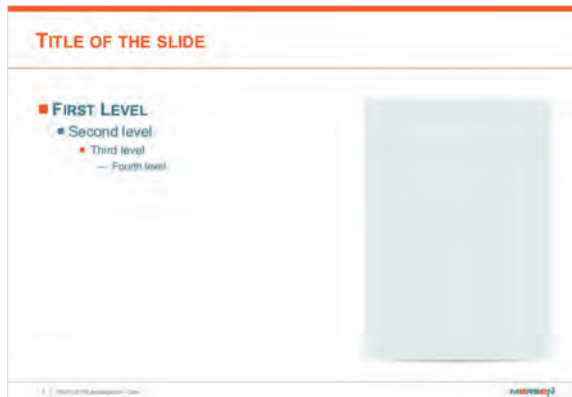 TITLE OF THE SLIDE
FIRST LEVEL
Second level
Third level
— Fourth level
MERSEN